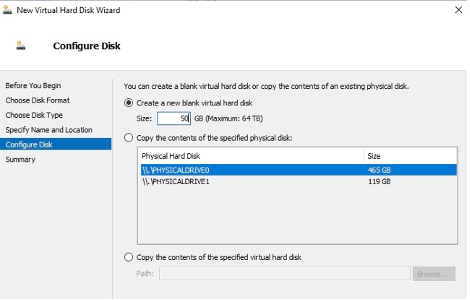 New Virtual Hard Disk Wizard
Configure Disk
Before You Begin
Choose Disk Format
Choose Disk Type
Specify Name and Location
Configure Disk
Summary
You can create a blank virtual hard disk or copy the contents of an existing physical disk.
Create a new blank virtual hard disk
Size: 50 GB (Maximum: 64 TB)
Copy the contents of the specified physical disk:
Physical Hard Disk Size
\\.\PHYSICALDRIVE0 465 GB
\\.\PHYSICALDRIVE1 119 GB
Copy the contents of the specified virtual hard disk
Path: Browse...